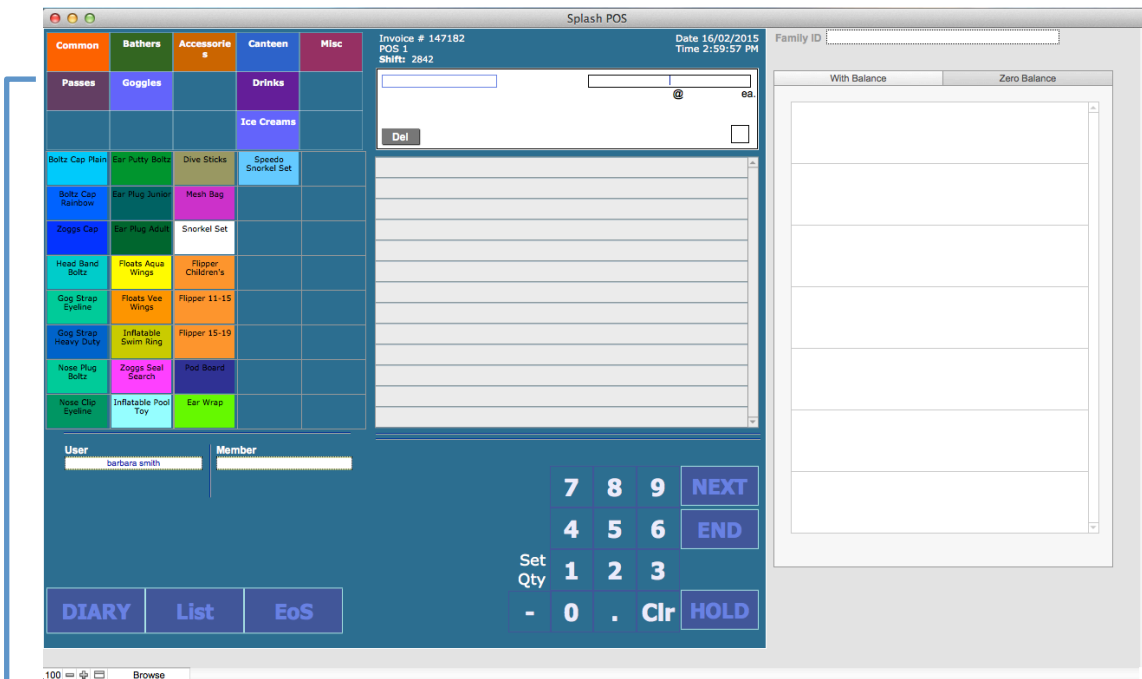 Splash POS
Common
Bathers
Accessorie
s
Canteen
Misc
Passes
Goggles
Drinks
Ice Creams
Boltz Cap Plain
Ear Putty Boltz
Dive Sticks
Speedo
Snorkel Set
Boltz Cap
Rainbow
Ear Plug Junior
Mesh Bag
Zoggs Cap
Ear Plug Adult
Snorkel Set
Head Band
Boltz
Floats Aqua
Wings
Flipper
Children's
Gog Strap
Eyeline
Floats Vee
Wings
Flipper 11-15
Gog Strap
Heavy Duty
Inflatable
Swim Ring
Flipper 15-19
Nose Plug
Boltz
Zoggs Seal
Search
Pod Board
Nose Clip
Eyeline
Inflatable Pool
Toy
Ear Wrap
Invoice # 147182
POS 1
Shift: 2842
Date 16/02/2015
Time 2:59:57 PM
@ ea.
Del
User
barbara smith
Member
7 8 9 NEXT
4 5 6 END
Set
Qty
1 2 3
- 0 . Clr HOLD
DIARY List EoS
Family ID
With Balance
Zero Balance
100
Browse